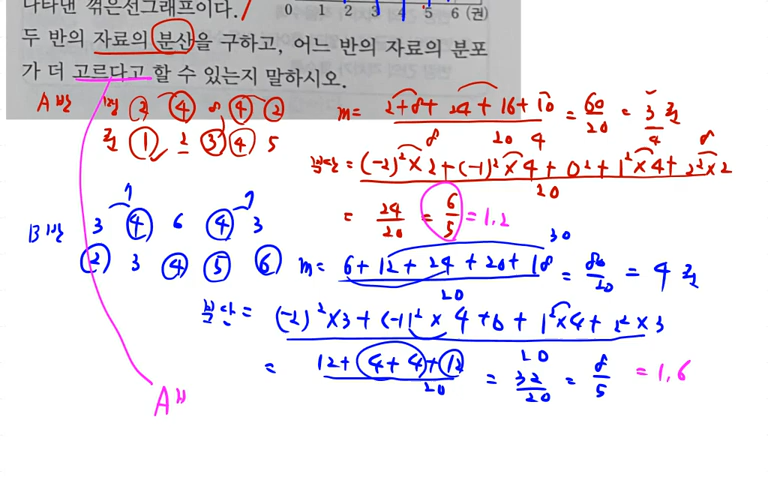 나타낸 꺾은선그래프이다. 0 1 2 3 4 5 6 (권)
두 반의 자료의 분산을 구하고, 어느 반의 자료의 분포
가 더 고르다고 할 수 있는지 말하시오.
A반 명 2 4 8 4 2
권 1 2 3 4 5
m = 2+8+24+16+10 / 20 = 60/20 = 3권
분산 = (-2)²×2+(-1)²×4+0²+1²×4+2²×2 / 20
= 24/20 = 6/5 = 1.2
B반 3 4 6 4 3
2 3 4 5 6
m = 6+12+24+20+18 / 20 = 80/20 = 4권
분산 = (-2)²×3+(-1)²×4+0+1²×4+2²×3 / 20
= 12+4+4+12 / 20 = 32/20 = 8/5 = 1.6
A반